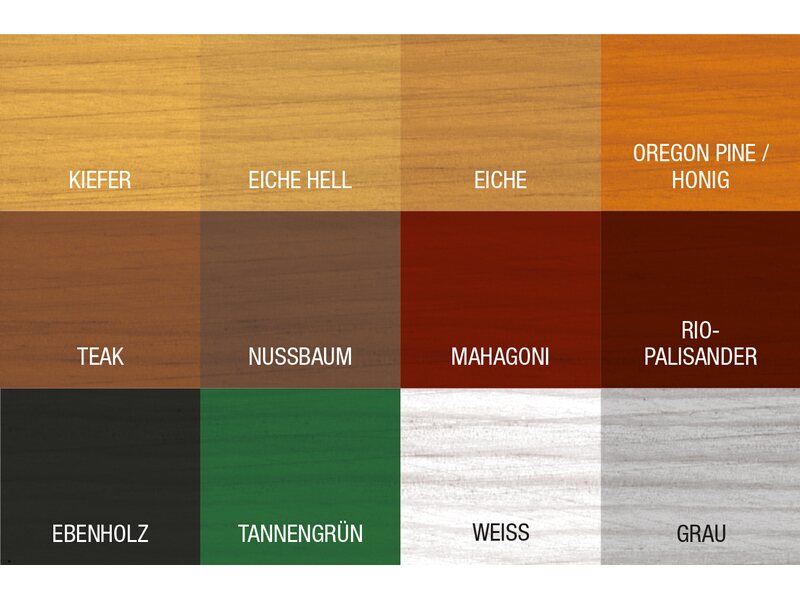 KIEFER
EICHE HELL
EICHE
OREGON PINE /
HONIG
TEAK
NUSSBAUM
MAHAGONI
RIO-
PALISANDER
EBENHOLZ
TANNENGRÜN
WEISS
GRAU